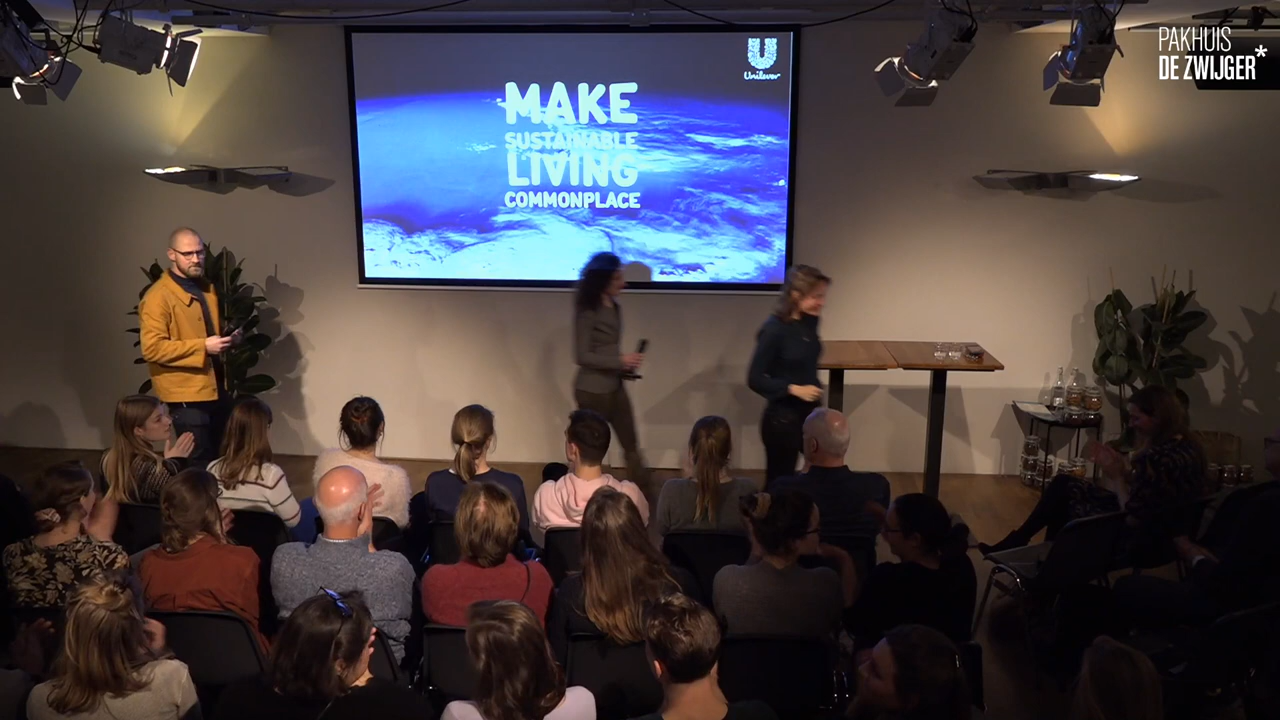 PAKHUIS
DE ZWIJGER*
Unilever
MAKE
SUSTAINABLE
LIVING
COMMONPLACE